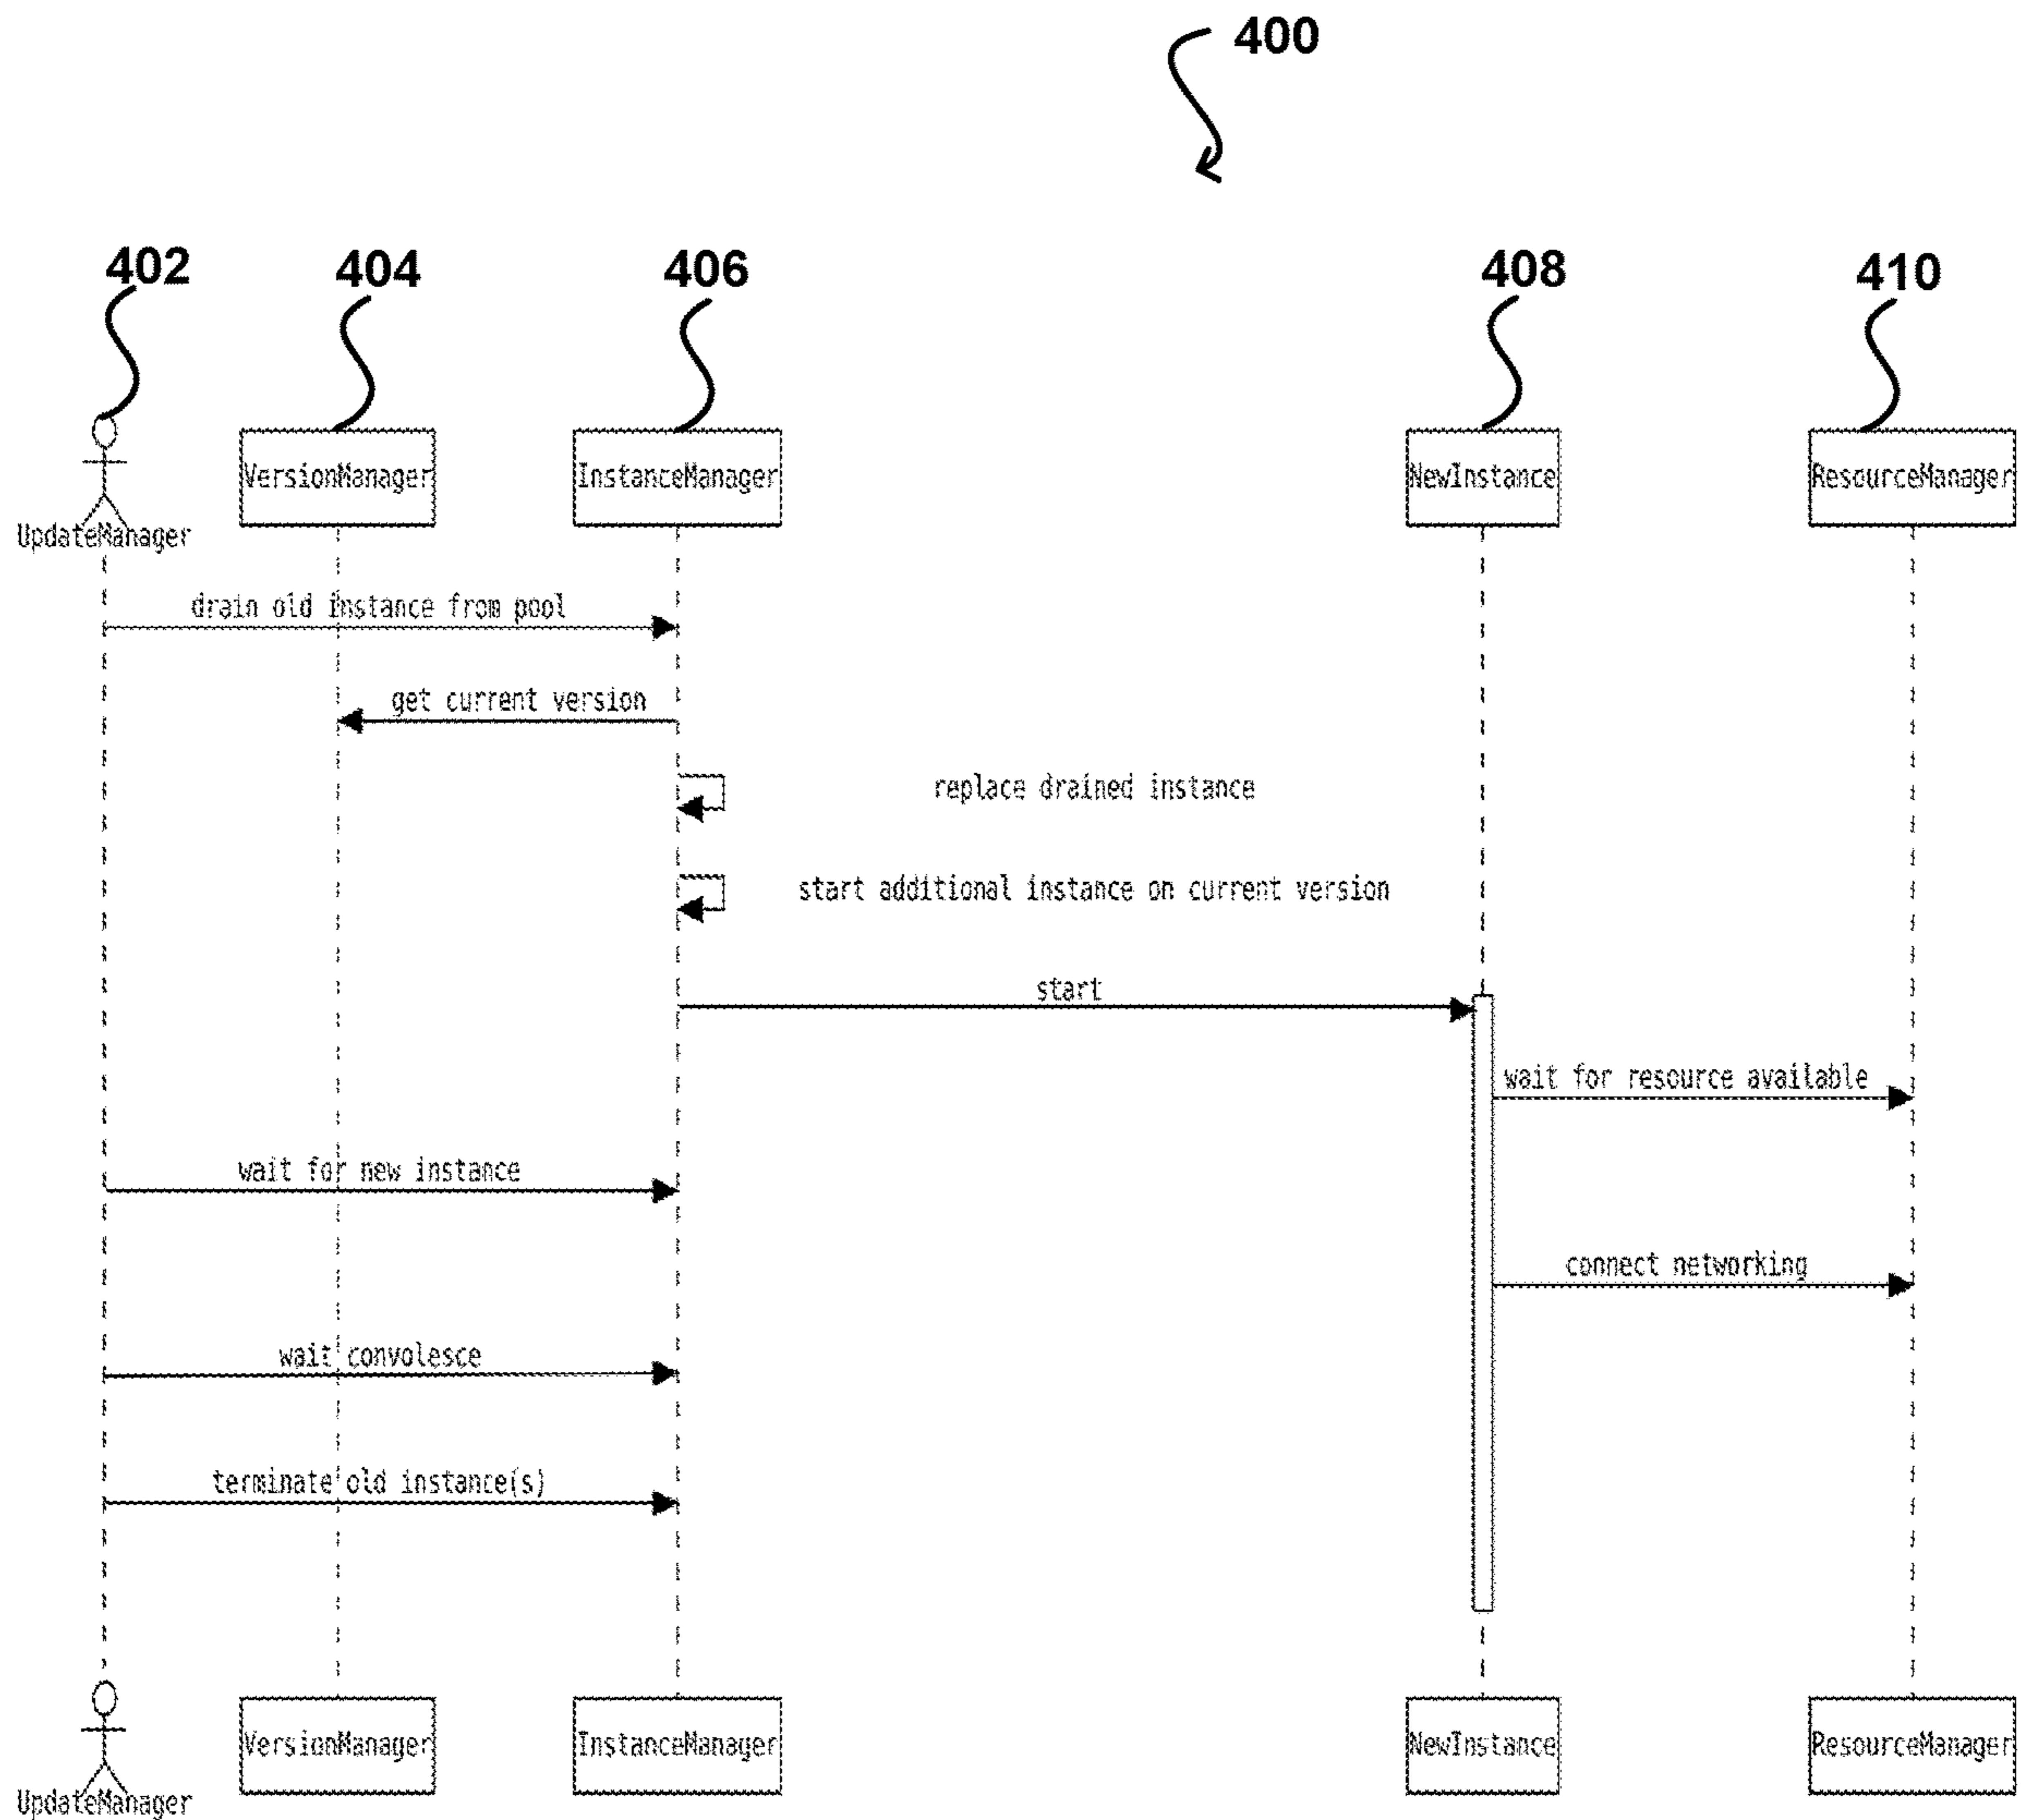 400
402
404
406
408
410
VersionManager
InstanceManager
NewInstance
ResourceManager
UpdateManager
drain old instance from pool
get current version
replace drained instance
start additional instance on current version
start
wait for resource available
wait for new instance
connect networking
wait convolesce
terminate old instance(s)
VersionManager
InstanceManager
NewInstance
ResourceManager
UpdateManager